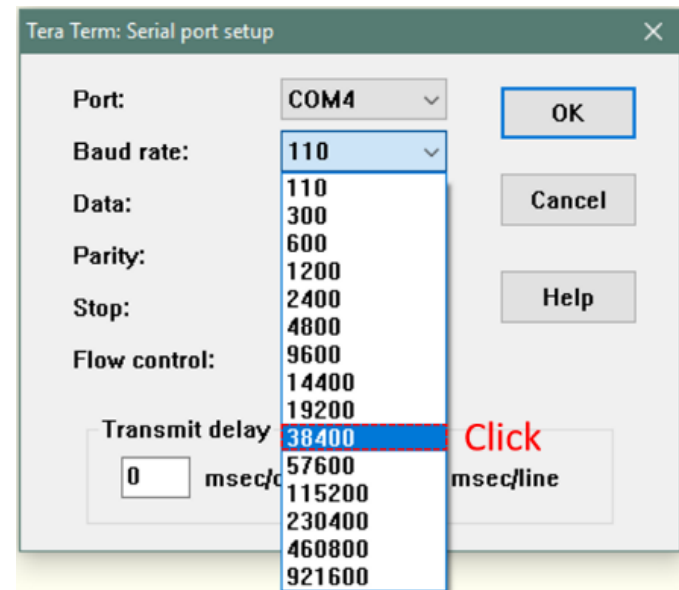 Tera Term: Serial port setup
Port: COM4 OK
Baud rate: 110
110
Data: Cancel
300
600
Parity:
1200
2400 Help
Stop:
4800
9600
Flow control:
14400
19200
Transmit delay
38400 Click
57600
0 msec/c msec/line
115200
230400
460800
921600